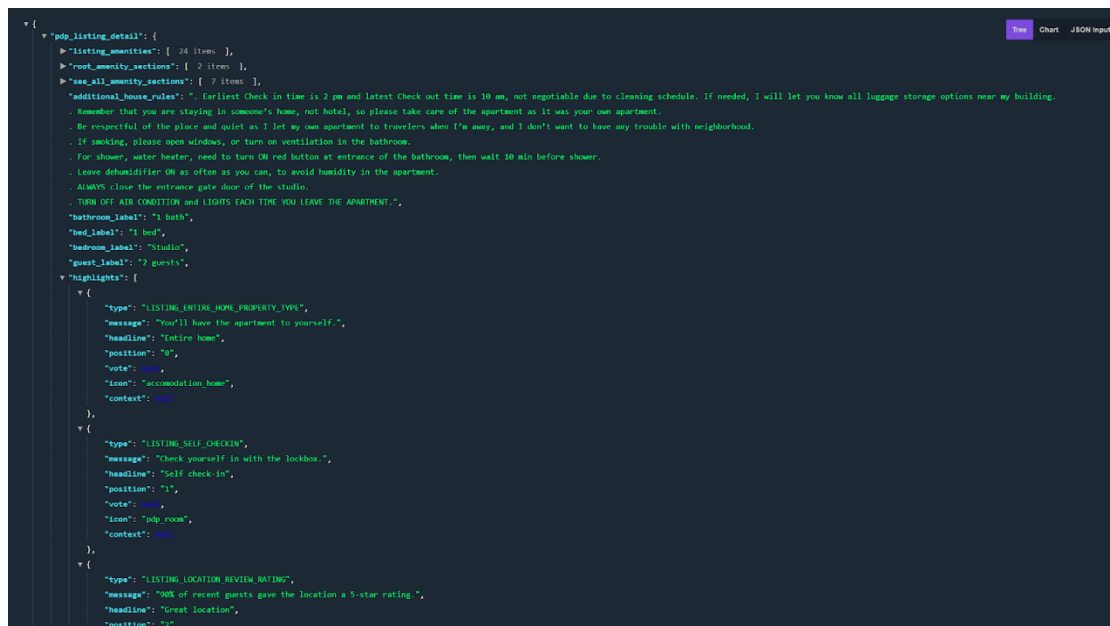 ▼ {
Tree Chart JSON Input
▼ "pdp_listing_detail": {
▶ "listing_amenities": [ 24 items ],
▶ "root_amenity_sections": [ 2 items ],
▶ "see_all_amenity_sections": [ 7 items ],
"additional_house_rules": ". Earliest Check in time is 2 pm and latest Check out time is 10 am, not negotiable due to cleaning schedule. If needed, I will let you know all luggage storage options near my building.
. Remember that you are staying in someone's home, not hotel, so please take care of the apartment as it was your own apartment.
. Be respectful of the place and quiet as I let my own apartment to travelers when I'm away, and I don't want to have any trouble with neighborhood.
. If smoking, please open windows, or turn on ventilation in the bathroom.
. For shower, water heater, need to turn ON red button at entrance of the bathroom, then wait 10 min before shower.
. Leave dehumidifier ON as often as you can, to avoid humidity in the apartment.
. ALWAYS close the entrance gate door of the studio.
. TURN OFF AIR CONDITION and LIGHTS EACH TIME YOU LEAVE THE APARTMENT.",
"bathroom_label": "1 bath",
"bed_label": "1 bed",
"bedroom_label": "Studio",
"guest_label": "2 guests",
▼ "highlights": [
▼ {
"type": "LISTING_ENTIRE_HOME_PROPERTY_TYPE",
"message": "You'll have the apartment to yourself.",
"headline": "Entire home",
"position": "0",
"vote": null,
"icon": "accomodation_home",
"context": null
},
▼ {
"type": "LISTING_SELF_CHECKIN",
"message": "Check yourself in with the lockbox.",
"headline": "Self check-in",
"position": "1",
"vote": null,
"icon": "pdp_room",
"context": null
},
▼ {
"type": "LISTING_LOCATION_REVIEW_RATING",
"message": "90% of recent guests gave the location a 5-star rating.",
"headline": "Great location",
"position": "2"